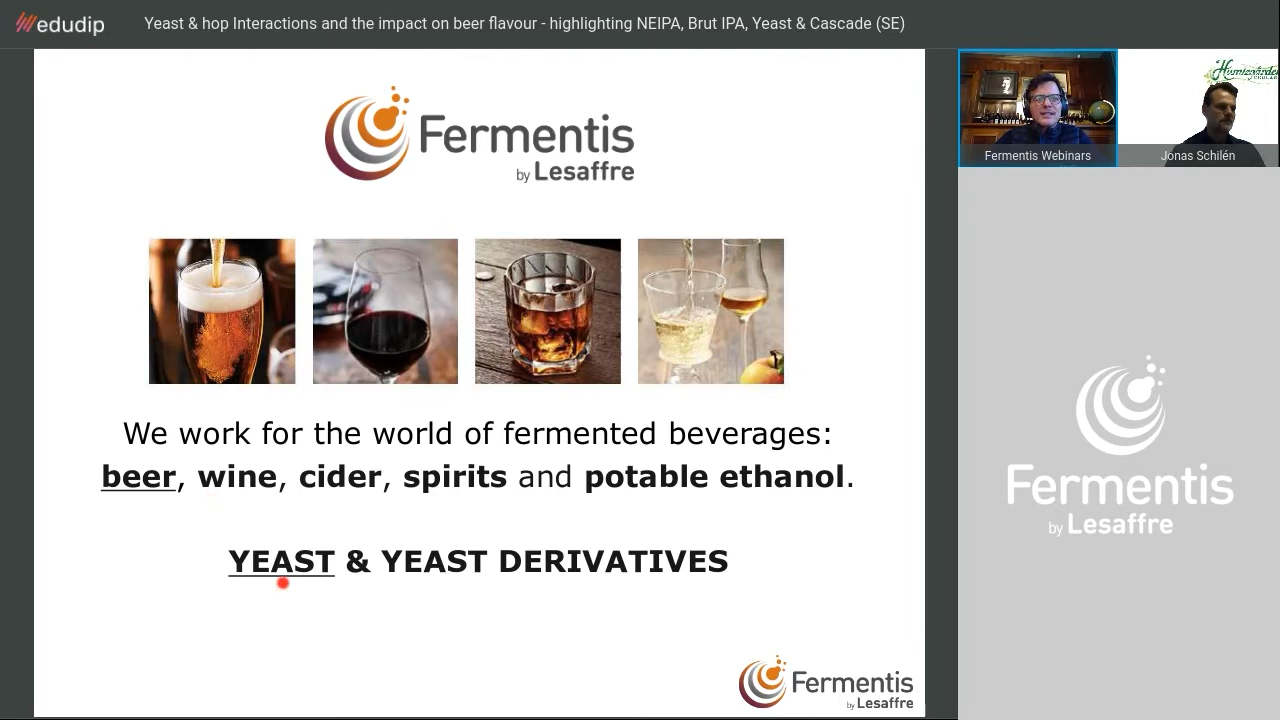 edudip
Yeast & hop Interactions and the impact on beer flavour - highlighting NEIPA, Brut IPA, Yeast & Cascade (SE)
Fermentis
by Lesaffre
Fermentis Webinars
Jonas Schilén
We work for the world of fermented beverages:
beer, wine, cider, spirits and potable ethanol.
YEAST & YEAST DERIVATIVES
Fermentis
by Lesaffre
Fermentis
by Lesaffre